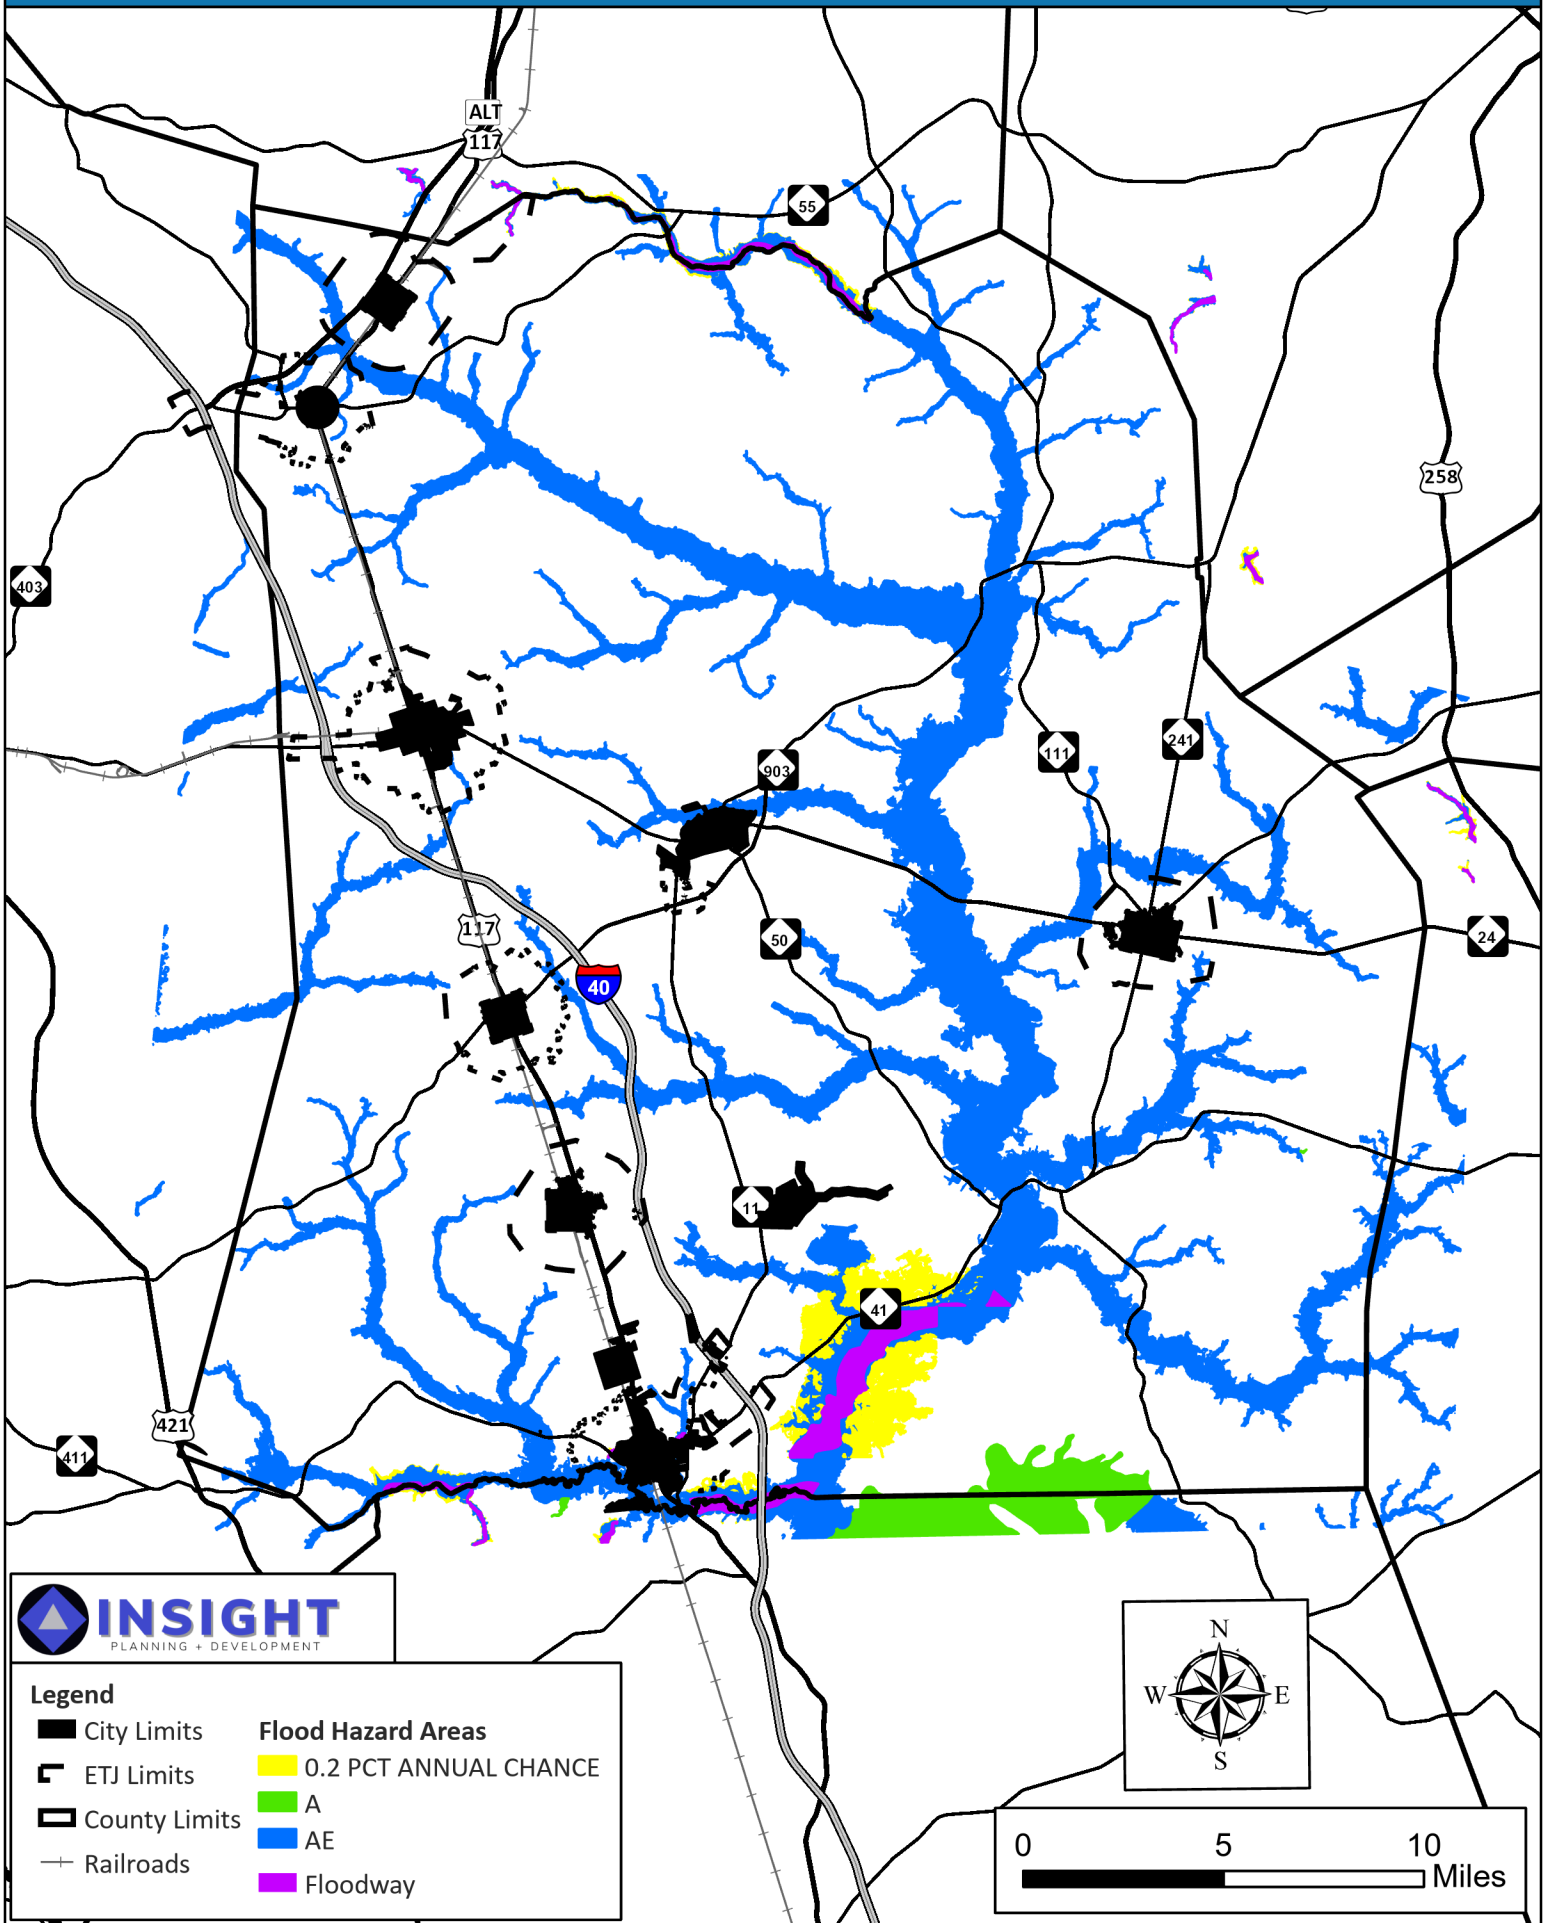 ALT
117
55
258
403
903
111
241
117
50
24
40
11
41
421
411
INSIGHT
PLANNING + DEVELOPMENT
Legend
City Limits
ETJ Limits
County Limits
Railroads
Flood Hazard Areas
0.2 PCT ANNUAL CHANCE
A
AE
Floodway
N
W E
S
0 5 10
Miles